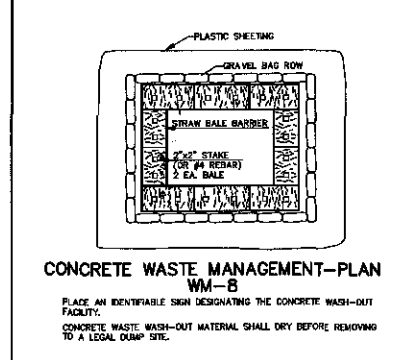 PLASTIC SHEETING
GRAVEL BAG ROW
STRAW BALE BARRIER
2"x2" STAKE
(OR #4 REBAR)
2 EA. BALE
CONCRETE WASTE MANAGEMENT-PLAN
WM-8
PLACE AN IDENTIFIABLE SIGN DESIGNATING THE CONCRETE WASH-OUT
FACILITY.
CONCRETE WASTE WASH-OUT MATERIAL SHALL DRY BEFORE REMOVING
TO A LEGAL DUMP SITE.